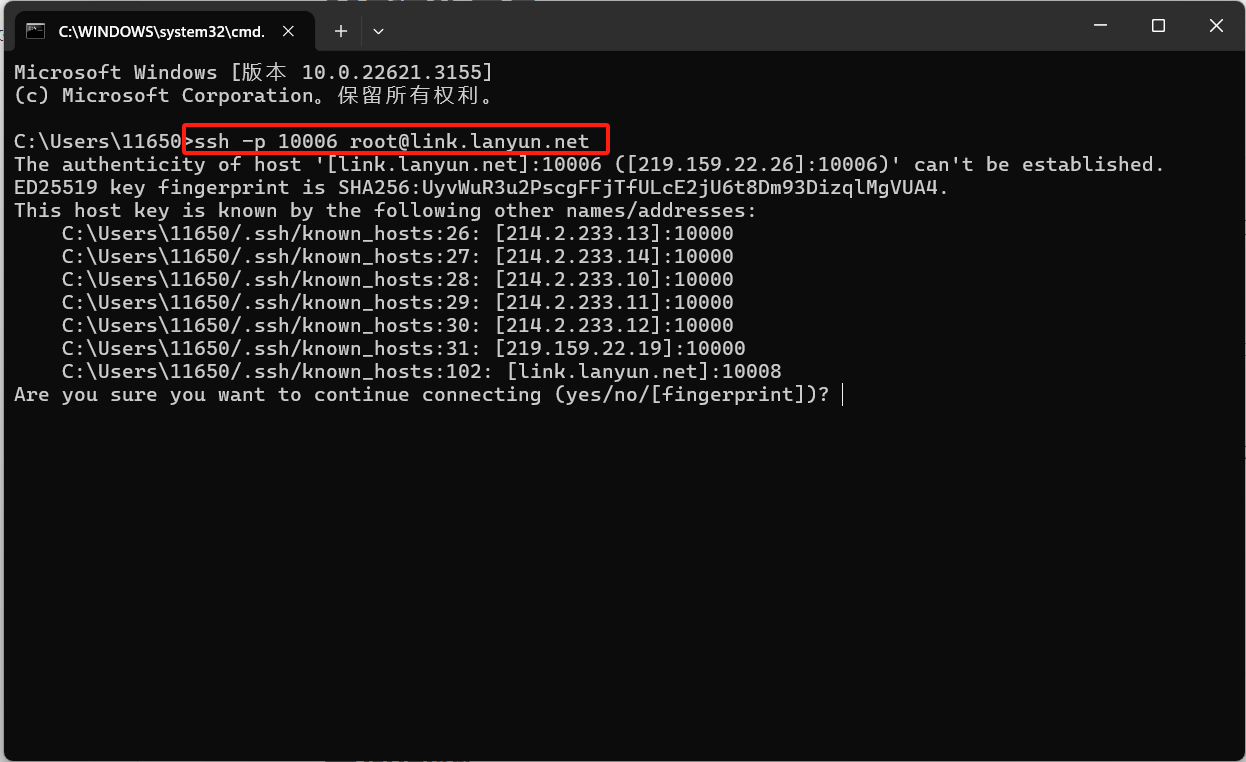 C:\WINDOWS\system32\cmd.
Microsoft Windows [版本 10.0.22621.3155]
(c) Microsoft Corporation。保留所有权利。
C:\Users\11650>ssh -p 10006 root@link.lanyun.net
The authenticity of host '[link.lanyun.net]:10006 ([219.159.22.26]:10006)' can't be established.
ED25519 key fingerprint is SHA256:UyvWuR3u2PscgFFjTfULcE2jU6t8Dm93DizqlMgVUA4.
This host key is known by the following other names/addresses:
    C:\Users\11650/.ssh/known_hosts:26: [214.2.233.13]:10000
    C:\Users\11650/.ssh/known_hosts:27: [214.2.233.14]:10000
    C:\Users\11650/.ssh/known_hosts:28: [214.2.233.10]:10000
    C:\Users\11650/.ssh/known_hosts:29: [214.2.233.11]:10000
    C:\Users\11650/.ssh/known_hosts:30: [214.2.233.12]:10000
    C:\Users\11650/.ssh/known_hosts:31: [219.159.22.19]:10000
    C:\Users\11650/.ssh/known_hosts:102: [link.lanyun.net]:10008
Are you sure you want to continue connecting (yes/no/[fingerprint])?